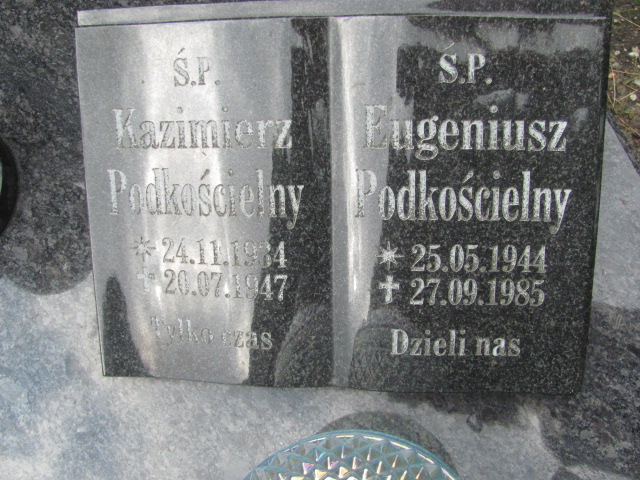 Ś.P.
Kazimierz
Podkościelny
24.11.1934
20.07.1947
Tylko czas
Ś.P.
Eugeniusz
Podkościelny
25.05.1944
27.09.1985
Dzieli nas